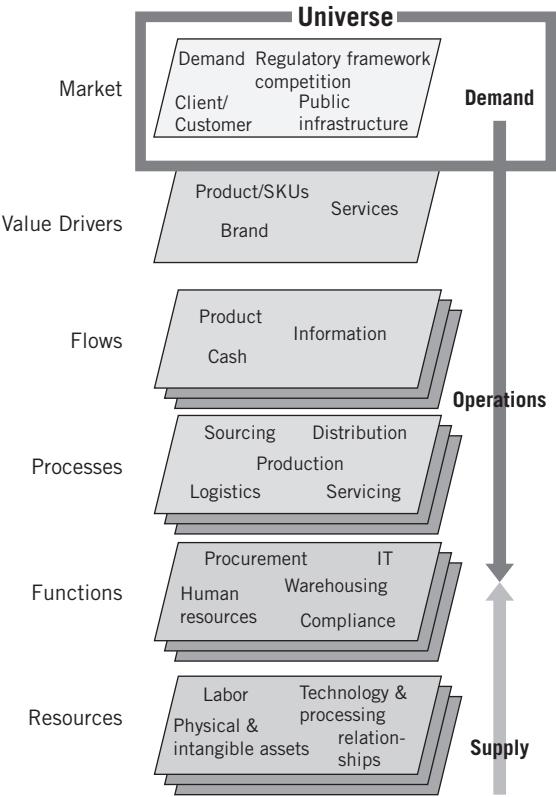 Universe
Market
Demand Regulatory framework
competition
Client/
Customer
Public
infrastructure
Demand
Value Drivers
Product/SKUs
Services
Brand
Flows
Product
Information
Cash
Operations
Processes
Sourcing Distribution
Production
Logistics Servicing
Functions
Procurement IT
Warehousing
Human
resources
Compliance
Resources
Labor
Technology &
processing
Physical &
intangible assets
relation-
ships
Supply